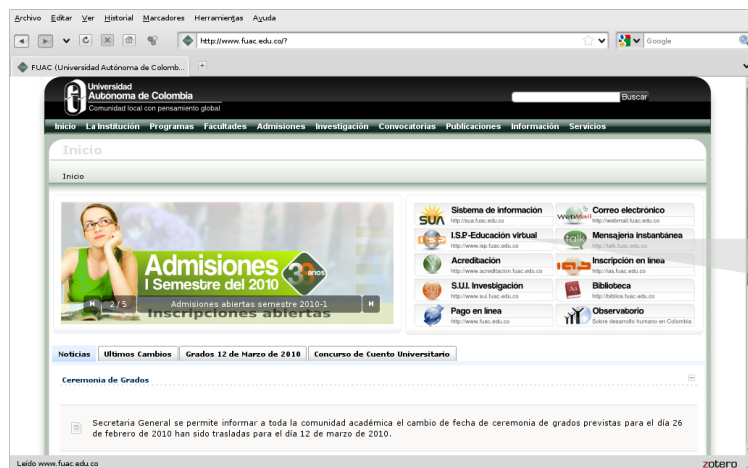 Archivo Editar Ver Historial Marcadores Herramientas Ayuda
http://www.fuac.edu.co/?
Google
FUAC (Universidad Autónoma de Colomb...
Universidad
Autónoma de Colombia
Comunidad local con pensamiento global
Buscar
Inicio La Institución Programas Facultades Admisiones Investigación Convocatorias Publicaciones Información Servicios
Inicio
Inicio
SUA
Sistema de información
http://sua.fuac.edu.co
WebMail
Correo electrónico
http://webmail.fuac.edu.co
I.S.P-Educación virtual
http://www.isp.fuac.edu.co
talk
Mensajería instantánea
http://talk.fuac.edu.co
Acreditación
http://www.acreditacion.fuac.edu.co
Inscripción en línea
http://ias.fuac.edu.co
SUI
S.U.I. Investigación
http://www.sui.fuac.edu.co
Aa
Biblioteca
http://biblios.fuac.edu.co
Pago en línea
http://www.fuac.edu.co
Observatorio
Sobre desarrollo humano en Colombia
Admisiones
I Semestre del 2010
años
2/5 Admisiones abiertas semestre 2010-1
Inscripciones abiertas
Noticias Ultimos Cambios Grados 12 de Marzo de 2010 Concurso de Cuento Universitario
Ceremonia de Grados
Secretaria General se permite informar a toda la comunidad académica el cambio de fecha de ceremonia de grados previstas para el día 26
de febrero de 2010 han sido trasladas para el día 12 de marzo de 2010.
Leído www.fuac.edu.co
zotero